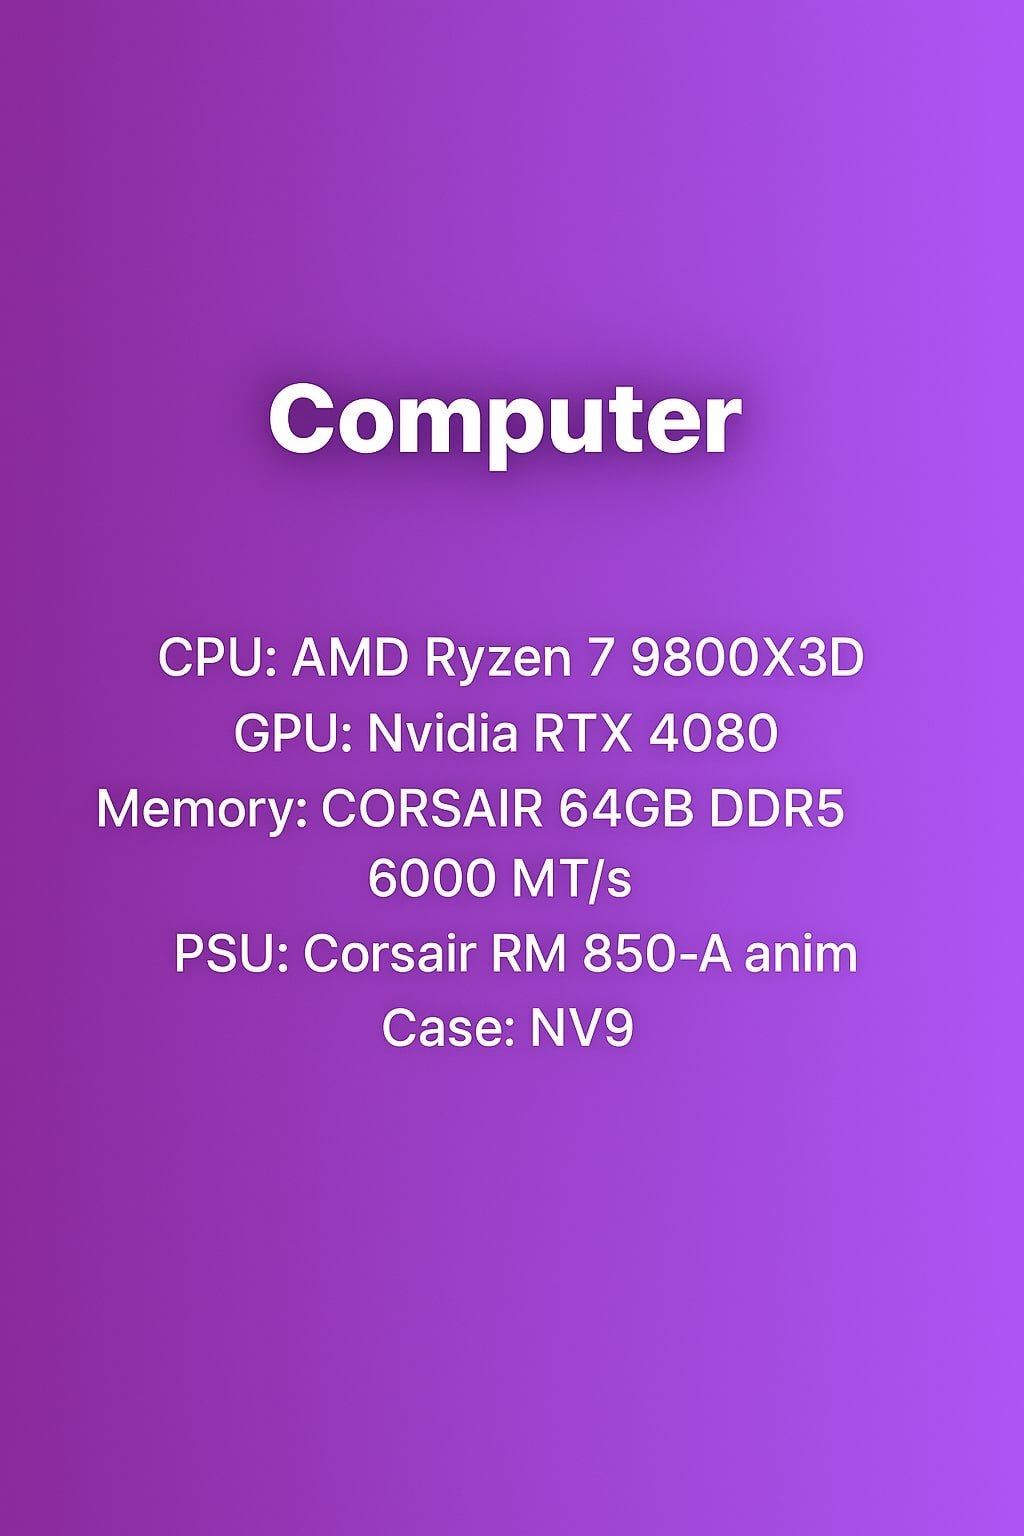 Computer
CPU: AMD Ryzen 7 9800X3D
GPU: Nvidia RTX 4080
Memory: CORSAIR 64GB DDR5
6000 MT/s
PSU: Corsair RM 850-A anim
Case: NV9